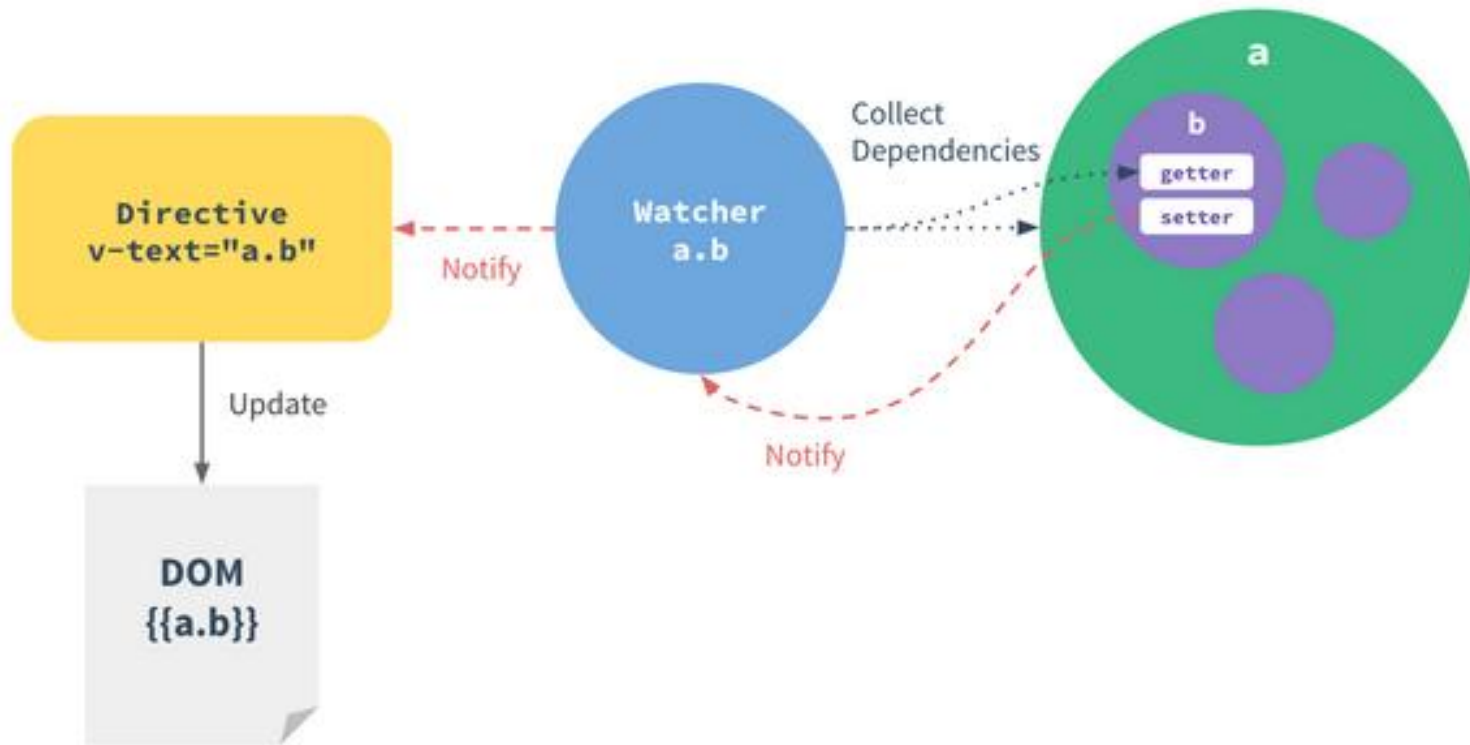 Directive
v-text="a.b"
Notify
Update
DOM
{{a.b}}
Watcher
a.b
Collect
Dependencies
Notify
a
b
getter
setter